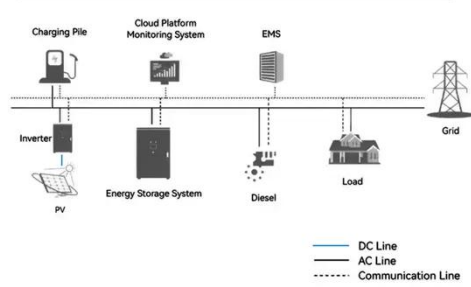 Charging Pile
Cloud Platform
Monitoring System
EMS
Grid
Inverter
PV
Energy Storage System
Diesel
Load
DC Line
AC Line
Communication Line